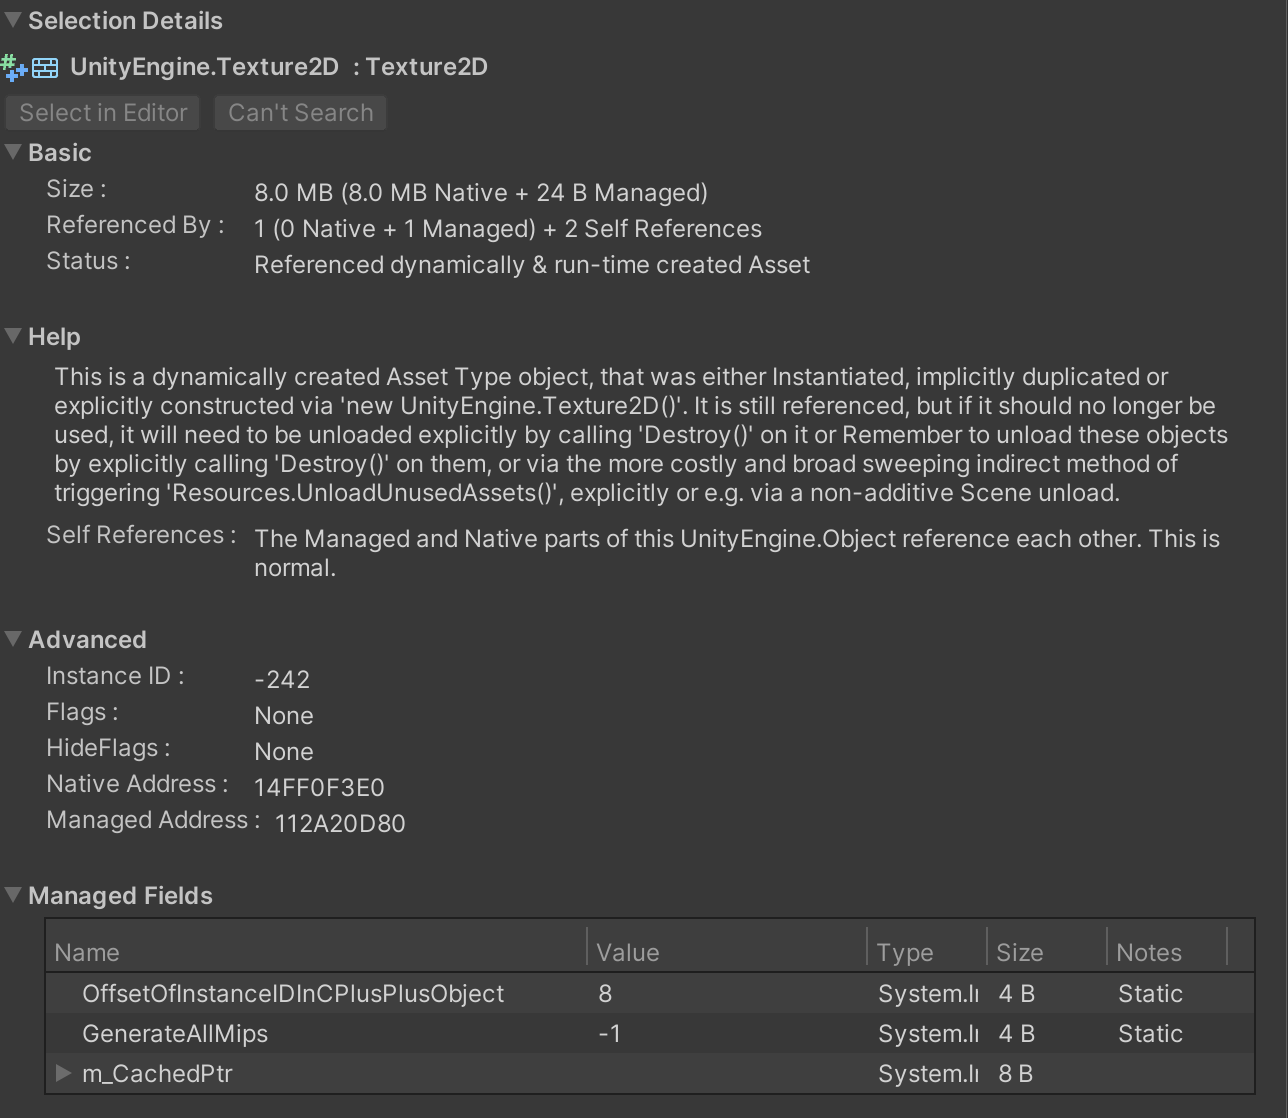 Selection Details
UnityEngine.Texture2D : Texture2D
Select in Editor Can't Search
Basic
Size : 8.0 MB (8.0 MB Native + 24 B Managed)
Referenced By : 1 (0 Native + 1 Managed) + 2 Self References
Status : Referenced dynamically & run-time created Asset
Help
This is a dynamically created Asset Type object, that was either Instantiated, implicitly duplicated or
explicitly constructed via 'new UnityEngine.Texture2D()'. It is still referenced, but if it should no longer be
used, it will need to be unloaded explicitly by calling 'Destroy()' on it or Remember to unload these objects
by explicitly calling 'Destroy()' on them, or via the more costly and broad sweeping indirect method of
triggering 'Resources.UnloadUnusedAssets()', explicitly or e.g. via a non-additive Scene unload.
Self References : The Managed and Native parts of this UnityEngine.Object reference each other. This is
normal.
Advanced
Instance ID : -242
Flags : None
HideFlags : None
Native Address : 14FF0F3E0
Managed Address : 112A20D80
Managed Fields
Name Value Type Size Notes
OffsetOfInstanceIDInCPlusPlusObject 8 System.I 4 B Static
GenerateAllMips -1 System.I 4 B Static
m_CachedPtr System.I 8 B